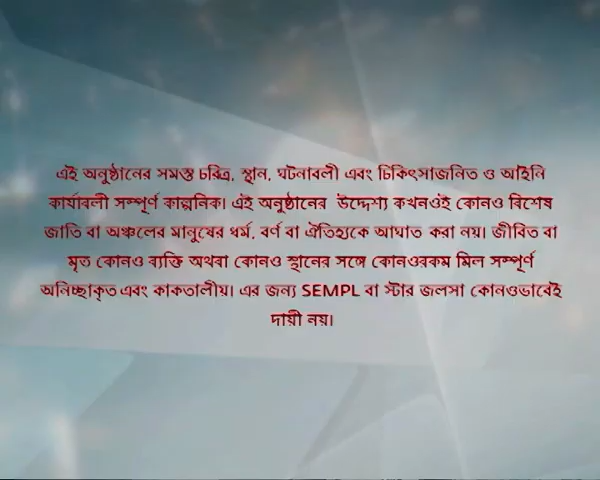 এই অনুষ্ঠানের সমস্ত চরিত্র, স্থান, ঘটনাবলী এবং চিকিৎসাজনিত ও আইনি
কার্যাবলী সম্পূর্ণ কাল্পনিক। এই অনুষ্ঠানের উদ্দেশ্য কখনওই কোনও বিশেষ
জাতি বা অঞ্চলের মানুষের ধর্ম, বর্ণ বা ঐতিহ্যকে আঘাত করা নয়। জীবিত বা
মৃত কোনও ব্যক্তি অথবা কোনও স্থানের সঙ্গে কোনওরকম মিল সম্পূর্ণ
অনিচ্ছাকৃত এবং কাকতালীয়। এর জন্য SEMPL বা স্টার জলসা কোনওভাবেই
দায়ী নয়।